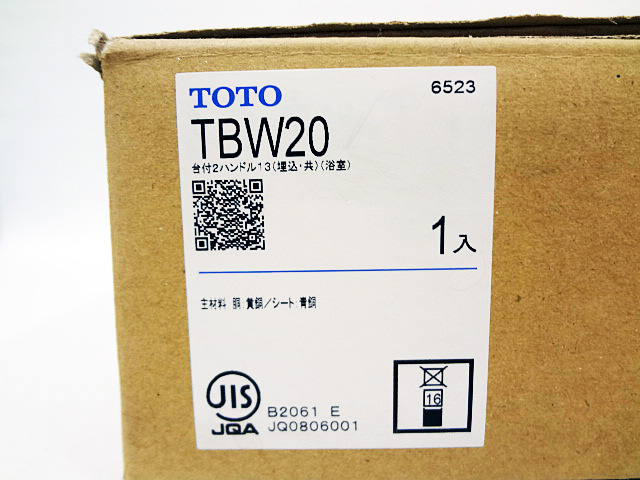 TOTO
6523
TBW20
台付2ハンドル13(埋込・共)(浴室)
1入
主材料 胴:黄銅/シート:青銅
JIS
JQA
B2061 E
JQ0806001
16